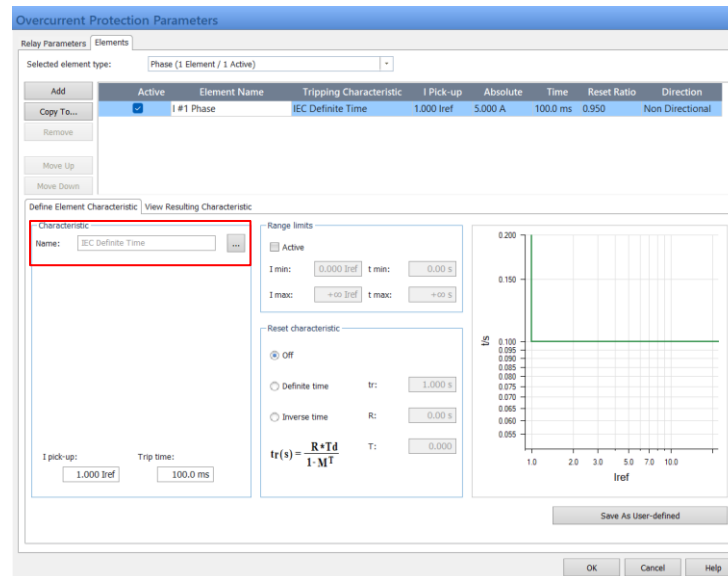 Overcurrent Protection Parameters
Relay Parameters Elements
Selected element type: Phase (1 Element / 1 Active)
Add
Copy To...
Remove
Move Up
Move Down
Active Element Name Tripping Characteristic I Pick-up Absolute Time Reset Ratio Direction
I #1 Phase IEC Definite Time 1.000 Iref 5.000 A 100.0 ms 0.950 Non Directional
Define Element Characteristic View Resulting Characteristic
Characteristic
Name: IEC Definite Time ...
I pick-up: Trip time:
1.000 Iref 100.0 ms
Range limits
Active
I min: 0.000 Iref t min: 0.00 s
I max: +∞ Iref t max: +∞ s
Reset characteristic
Off
Definite time tr: 1.000 s
Inverse time R: 0.00 s
T: 0.000
tr(s) = R*Td / 1-M^T
t/s
0.200
0.150
0.100
0.095
0.090
0.085
0.080
0.075
0.070
0.065
0.060
0.055
1.0 2.0 3.0 5.0 7.0 10.0
Iref
Save As User-defined
OK Cancel Help